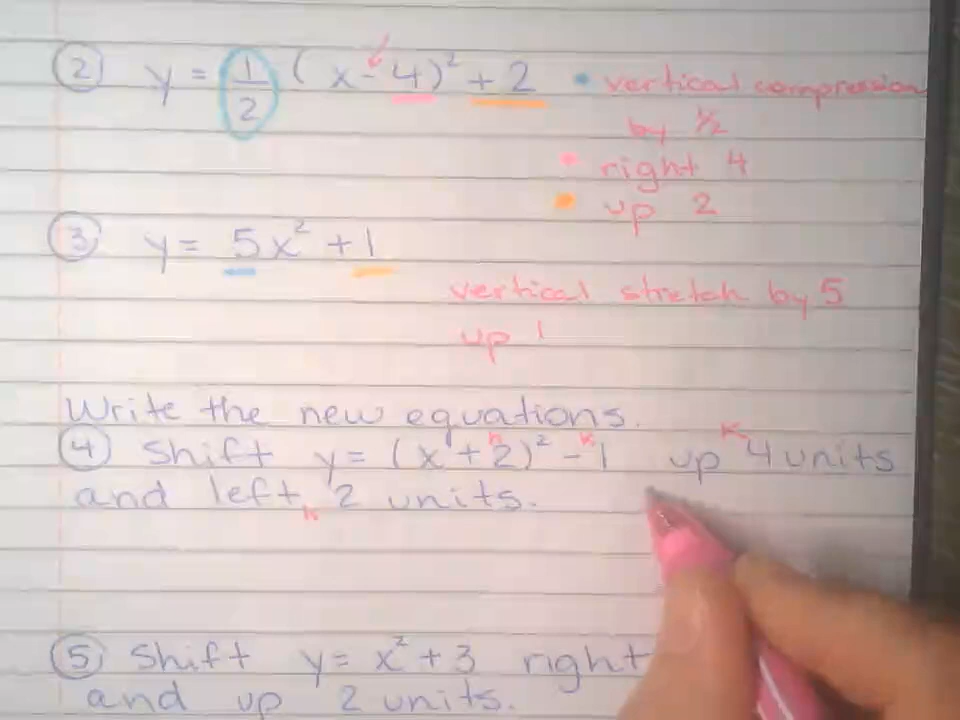 ② y = 1/2 (x - 4)² + 2 • vertical compression
by ½
• right 4
• up 2
③ y = 5x² + 1
vertical stretch by 5
up 1
Write the new equations.
④ Shift y = (x + 2)² - 1 up 4 units
h k k
and left 2 units.
h
⑤ Shift y = x² + 3 right
and up 2 units.